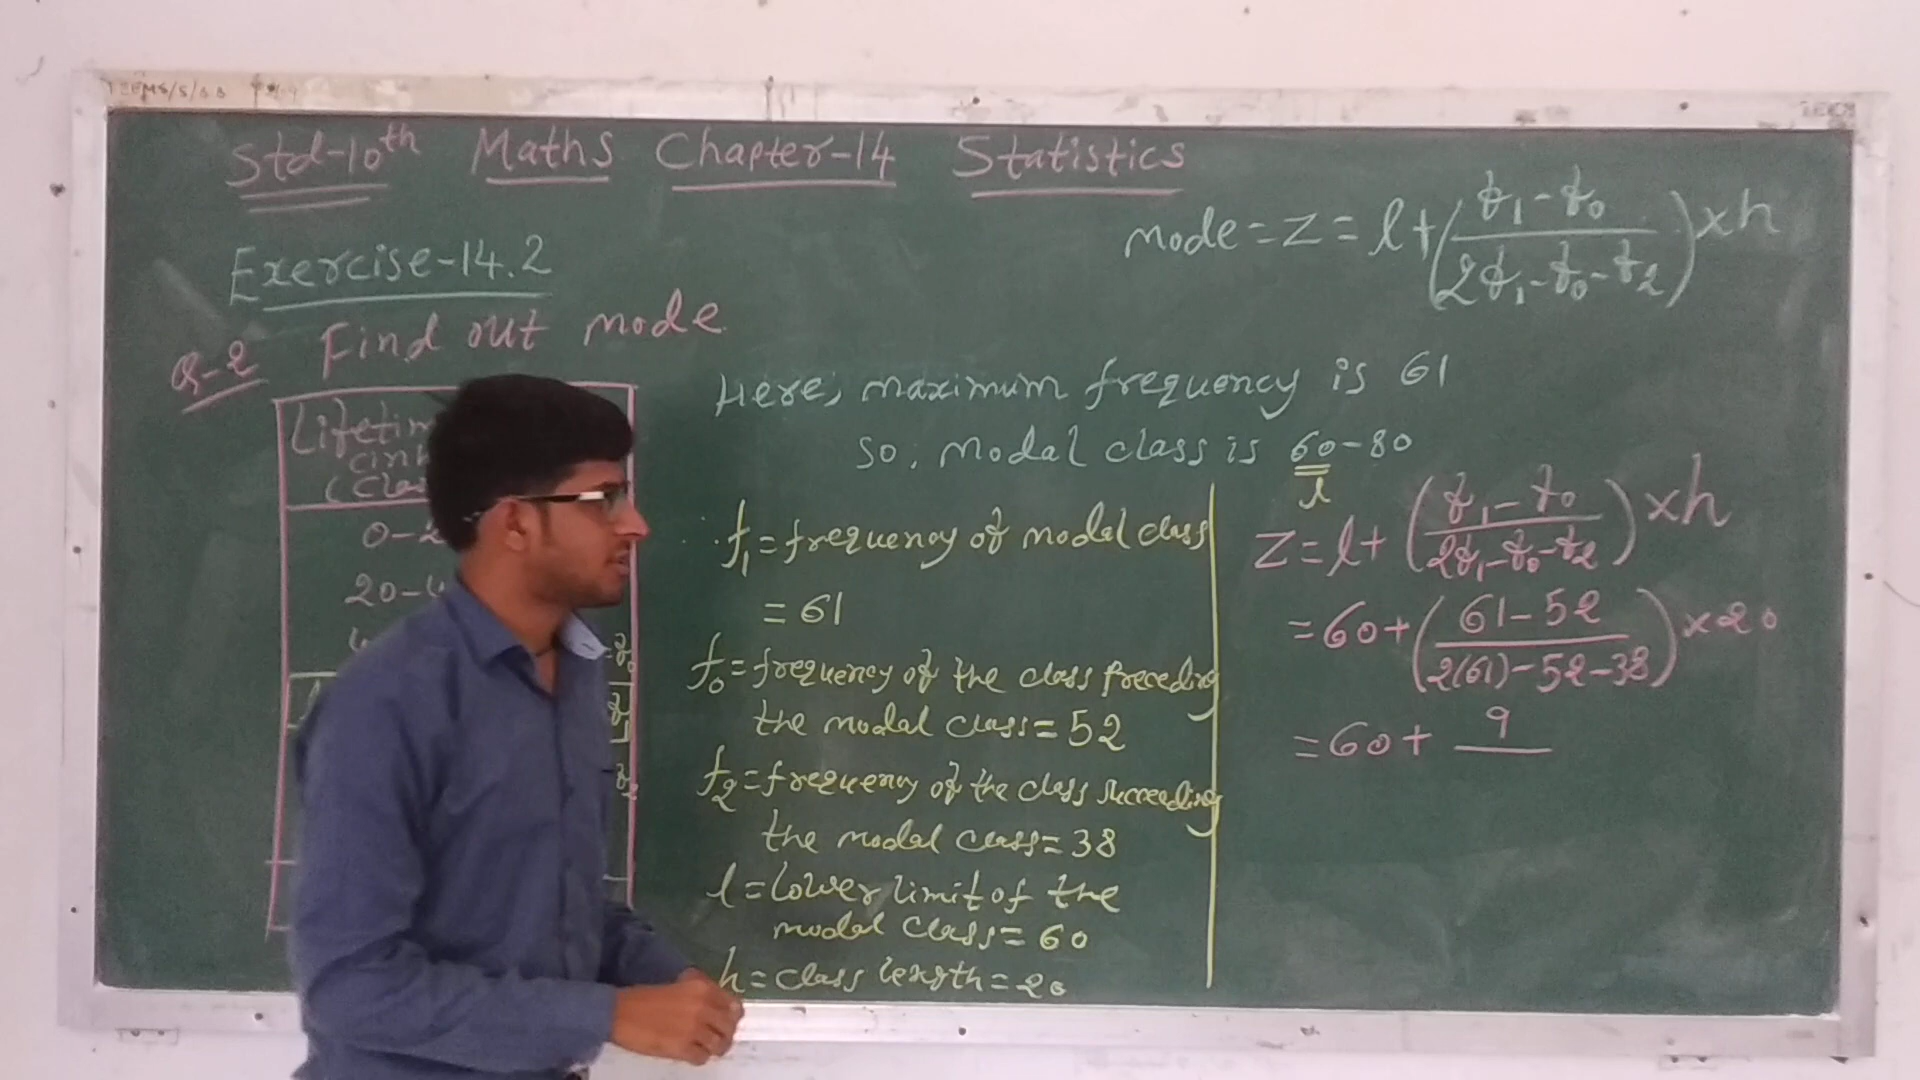 Std-10th Maths Chapter-14 Statistics
mode = Z = l + (f1 - f0 / 2f1 - f0 - f2) × h
Exercise-14.2
Q-2 Find out mode
Here, maximum frequency is 61
So, Modal class is 60-80
l
f1 = frequency of modal class
= 61
f0 = frequency of the class preceding
the modal class = 52
f2 = frequency of the class succeeding
the modal class = 38
l = lower limit of the
modal class = 60
h = class length = 20
Z = l + (f1 - f0 / 2f1 - f0 - f2) × h
= 60 + (61 - 52 / 2(61) - 52 - 38) × 20
= 60 + 9